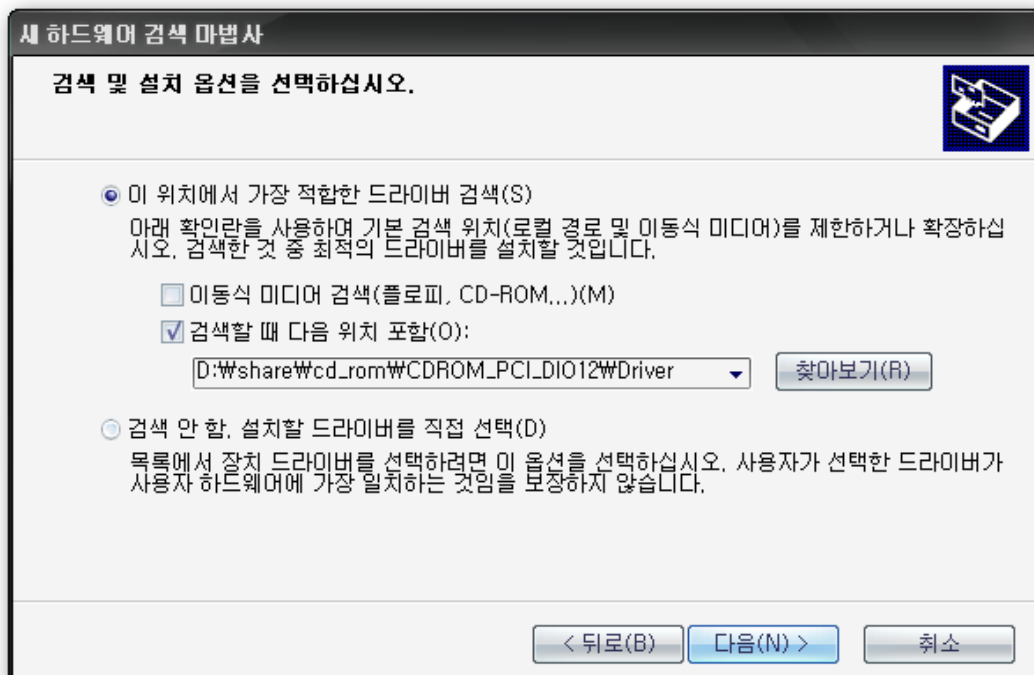 새 하드웨어 검색 마법사
검색 및 설치 옵션을 선택하십시오.
이 위치에서 가장 적합한 드라이버 검색(S)
아래 확인란을 사용하여 기본 검색 위치(로컬 경로 및 이동식 미디어)를 제한하거나 확장하십
시오. 검색한 것 중 최적의 드라이버를 설치할 것입니다.
이동식 미디어 검색(플로피, CD-ROM...)(M)
검색할 때 다음 위치 포함(O):
D:₩share₩cd_rom₩CDROM_PCI_DIO12₩Driver
찾아보기(R)
검색 안 함. 설치할 드라이버를 직접 선택(D)
목록에서 장치 드라이버를 선택하려면 이 옵션을 선택하십시오. 사용자가 선택한 드라이버가
사용자 하드웨어에 가장 일치하는 것임을 보장하지 않습니다.
< 뒤로(B)
다음(N) >
취소